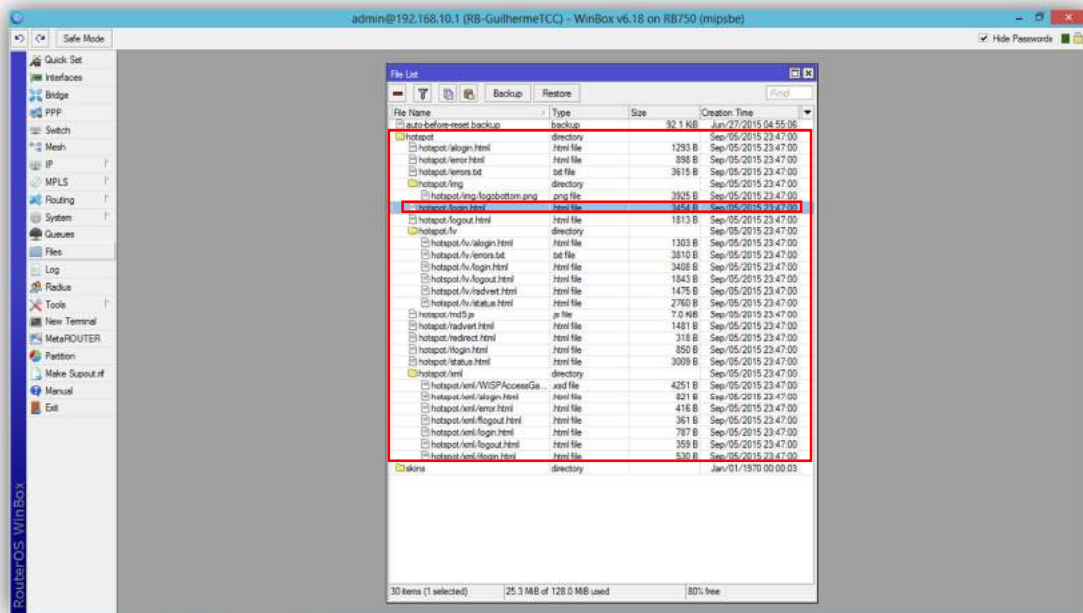 admin@192.168.10.1 (RB-GuilhermeTCC) - WinBox v6.18 on RB750 (mipsbe)
Safe Mode
Hide Passwords
Quick Set
Interfaces
Bridge
PPP
Switch
Mesh
IP
MPLS
Routing
System
Queues
Files
Log
Radius
Tools
New Terminal
MetaROUTER
Partition
Make Supout.rif
Manual
Exit
RouterOS WinBox
File List
Backup Restore Find
File Name Type Size Creation Time
auto-before-reset.backup backup 92.1 KiB Jun/27/2015 04:55:06
hotspot directory Sep/05/2015 23:47:00
hotspot/alogin.html .html file 1293 B Sep/05/2015 23:47:00
hotspot/error.html .html file 898 B Sep/05/2015 23:47:00
hotspot/errors.txt .txt file 3615 B Sep/05/2015 23:47:00
hotspot/img directory Sep/05/2015 23:47:00
hotspot/img/logobottom.png .png file 3925 B Sep/05/2015 23:47:00
hotspot/login.html .html file 3454 B Sep/05/2015 23:47:00
hotspot/logout.html .html file 1813 B Sep/05/2015 23:47:00
hotspot/lv directory Sep/05/2015 23:47:00
hotspot/lv/alogin.html .html file 1303 B Sep/05/2015 23:47:00
hotspot/lv/errors.txt .txt file 3810 B Sep/05/2015 23:47:00
hotspot/lv/login.html .html file 3408 B Sep/05/2015 23:47:00
hotspot/lv/logout.html .html file 1843 B Sep/05/2015 23:47:00
hotspot/lv/radvert.html .html file 1475 B Sep/05/2015 23:47:00
hotspot/lv/status.html .html file 2760 B Sep/05/2015 23:47:00
hotspot/md5.js .js file 7.0 KiB Sep/05/2015 23:47:00
hotspot/radvert.html .html file 1481 B Sep/05/2015 23:47:00
hotspot/redirect.html .html file 318 B Sep/05/2015 23:47:00
hotspot/rlogin.html .html file 850 B Sep/05/2015 23:47:00
hotspot/status.html .html file 3009 B Sep/05/2015 23:47:00
hotspot/xml directory Sep/05/2015 23:47:00
hotspot/xml/WISPAccessGa... .xsd file 4251 B Sep/05/2015 23:47:00
hotspot/xml/alogin.html .html file 821 B Sep/05/2015 23:47:00
hotspot/xml/error.html .html file 416 B Sep/05/2015 23:47:00
hotspot/xml/flogout.html .html file 361 B Sep/05/2015 23:47:00
hotspot/xml/login.html .html file 787 B Sep/05/2015 23:47:00
hotspot/xml/logout.html .html file 359 B Sep/05/2015 23:47:00
hotspot/xml/rlogin.html .html file 530 B Sep/05/2015 23:47:00
skins directory Jan/01/1970 00:00:03
30 items (1 selected) 25.3 MiB of 128.0 MiB used 80% free